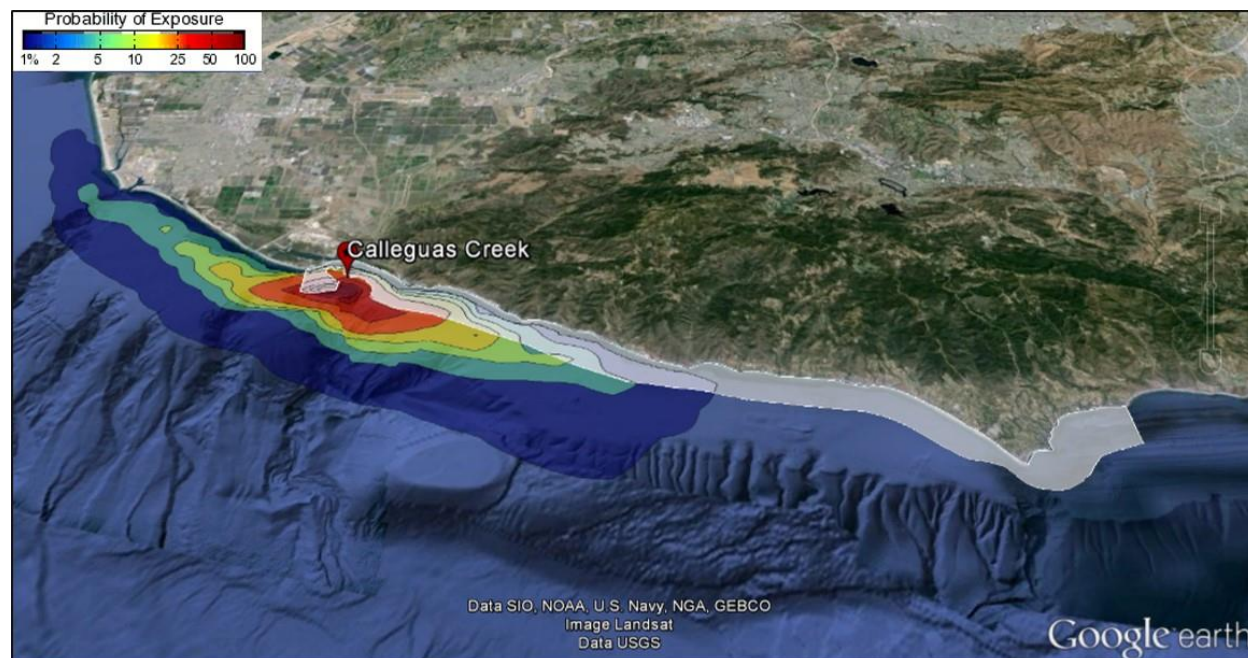 Probability of Exposure
1% 2 5 10 25 50 100
Calleguas Creek
Data SIO, NOAA, U.S. Navy, NGA, GEBCO
Image Landsat
Data USGS
Google earth